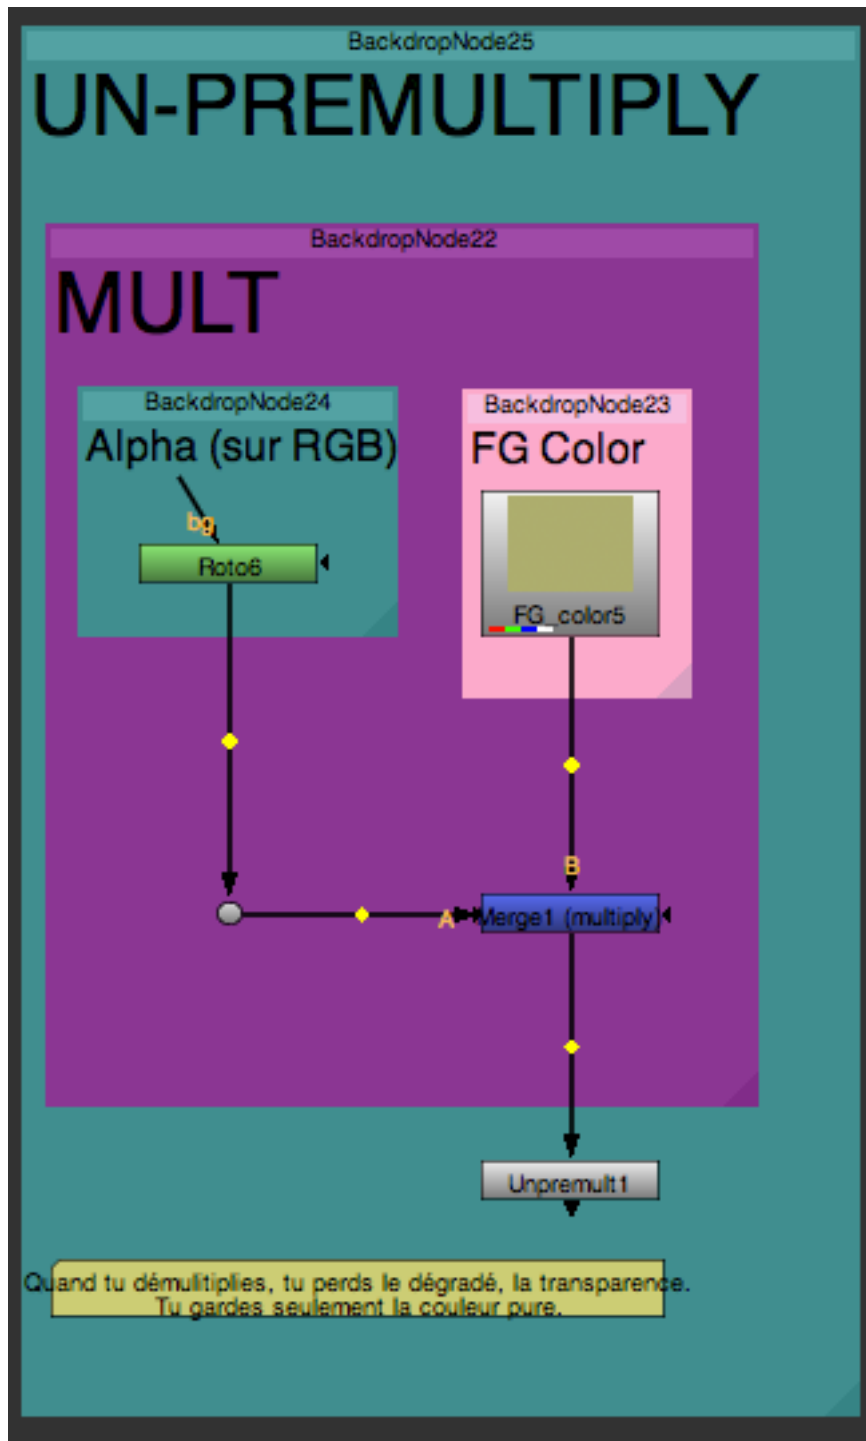 BackdropNode25
UN-PREMULTIPLY
BackdropNode22
MULT
BackdropNode24
Alpha (sur RGB)
bg
Roto6
BackdropNode23
FG Color
FG_color5
B
A
Merge1 (multiply)
Unpremult1
Quand tu démulitiplies, tu perds le dégradé, la transparence.
Tu gardes seulement la couleur pure.